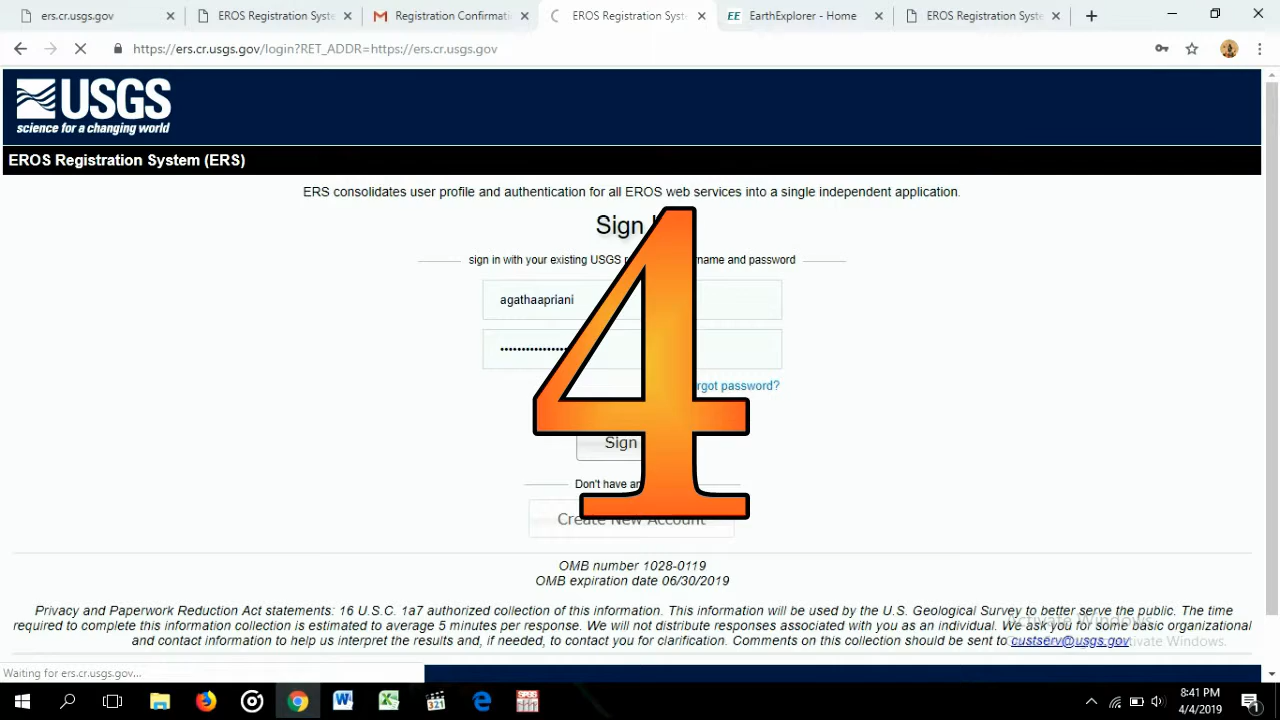 ers.cr.usgs.gov
EROS Registration Syste
Registration Confirmati
EROS Registration Syst
EE EarthExplorer - Home
EROS Registration Syste
https://ers.cr.usgs.gov/login?RET_ADDR=https://ers.cr.usgs.gov
USGS
science for a changing world
EROS Registration System (ERS)
ERS consolidates user profile and authentication for all EROS web services into a single independent application.
Sign
sign in with your existing USGS r name and password
agathaapriani
••••••••••••••••
rgot password?
4
Sign
Don't have an
Create New Account
OMB number 1028-0119
OMB expiration date 06/30/2019
Privacy and Paperwork Reduction Act statements: 16 U.S.C. 1a7 authorized collection of this information. This information will be used by the U.S. Geological Survey to better serve the public. The time
required to complete this information collection is estimated to average 5 minutes per response. We will not distribute responses associated with you as an individual. We ask you for some basic organizational
and contact information to help us interpret the results and, if needed, to contact you for clarification. Comments on this collection should be sent to custserv@usgs.gov.
Activate Windows
Waiting for ers.cr.usgs.gov...
321
SPSS
8:41 PM
4/4/2019
1